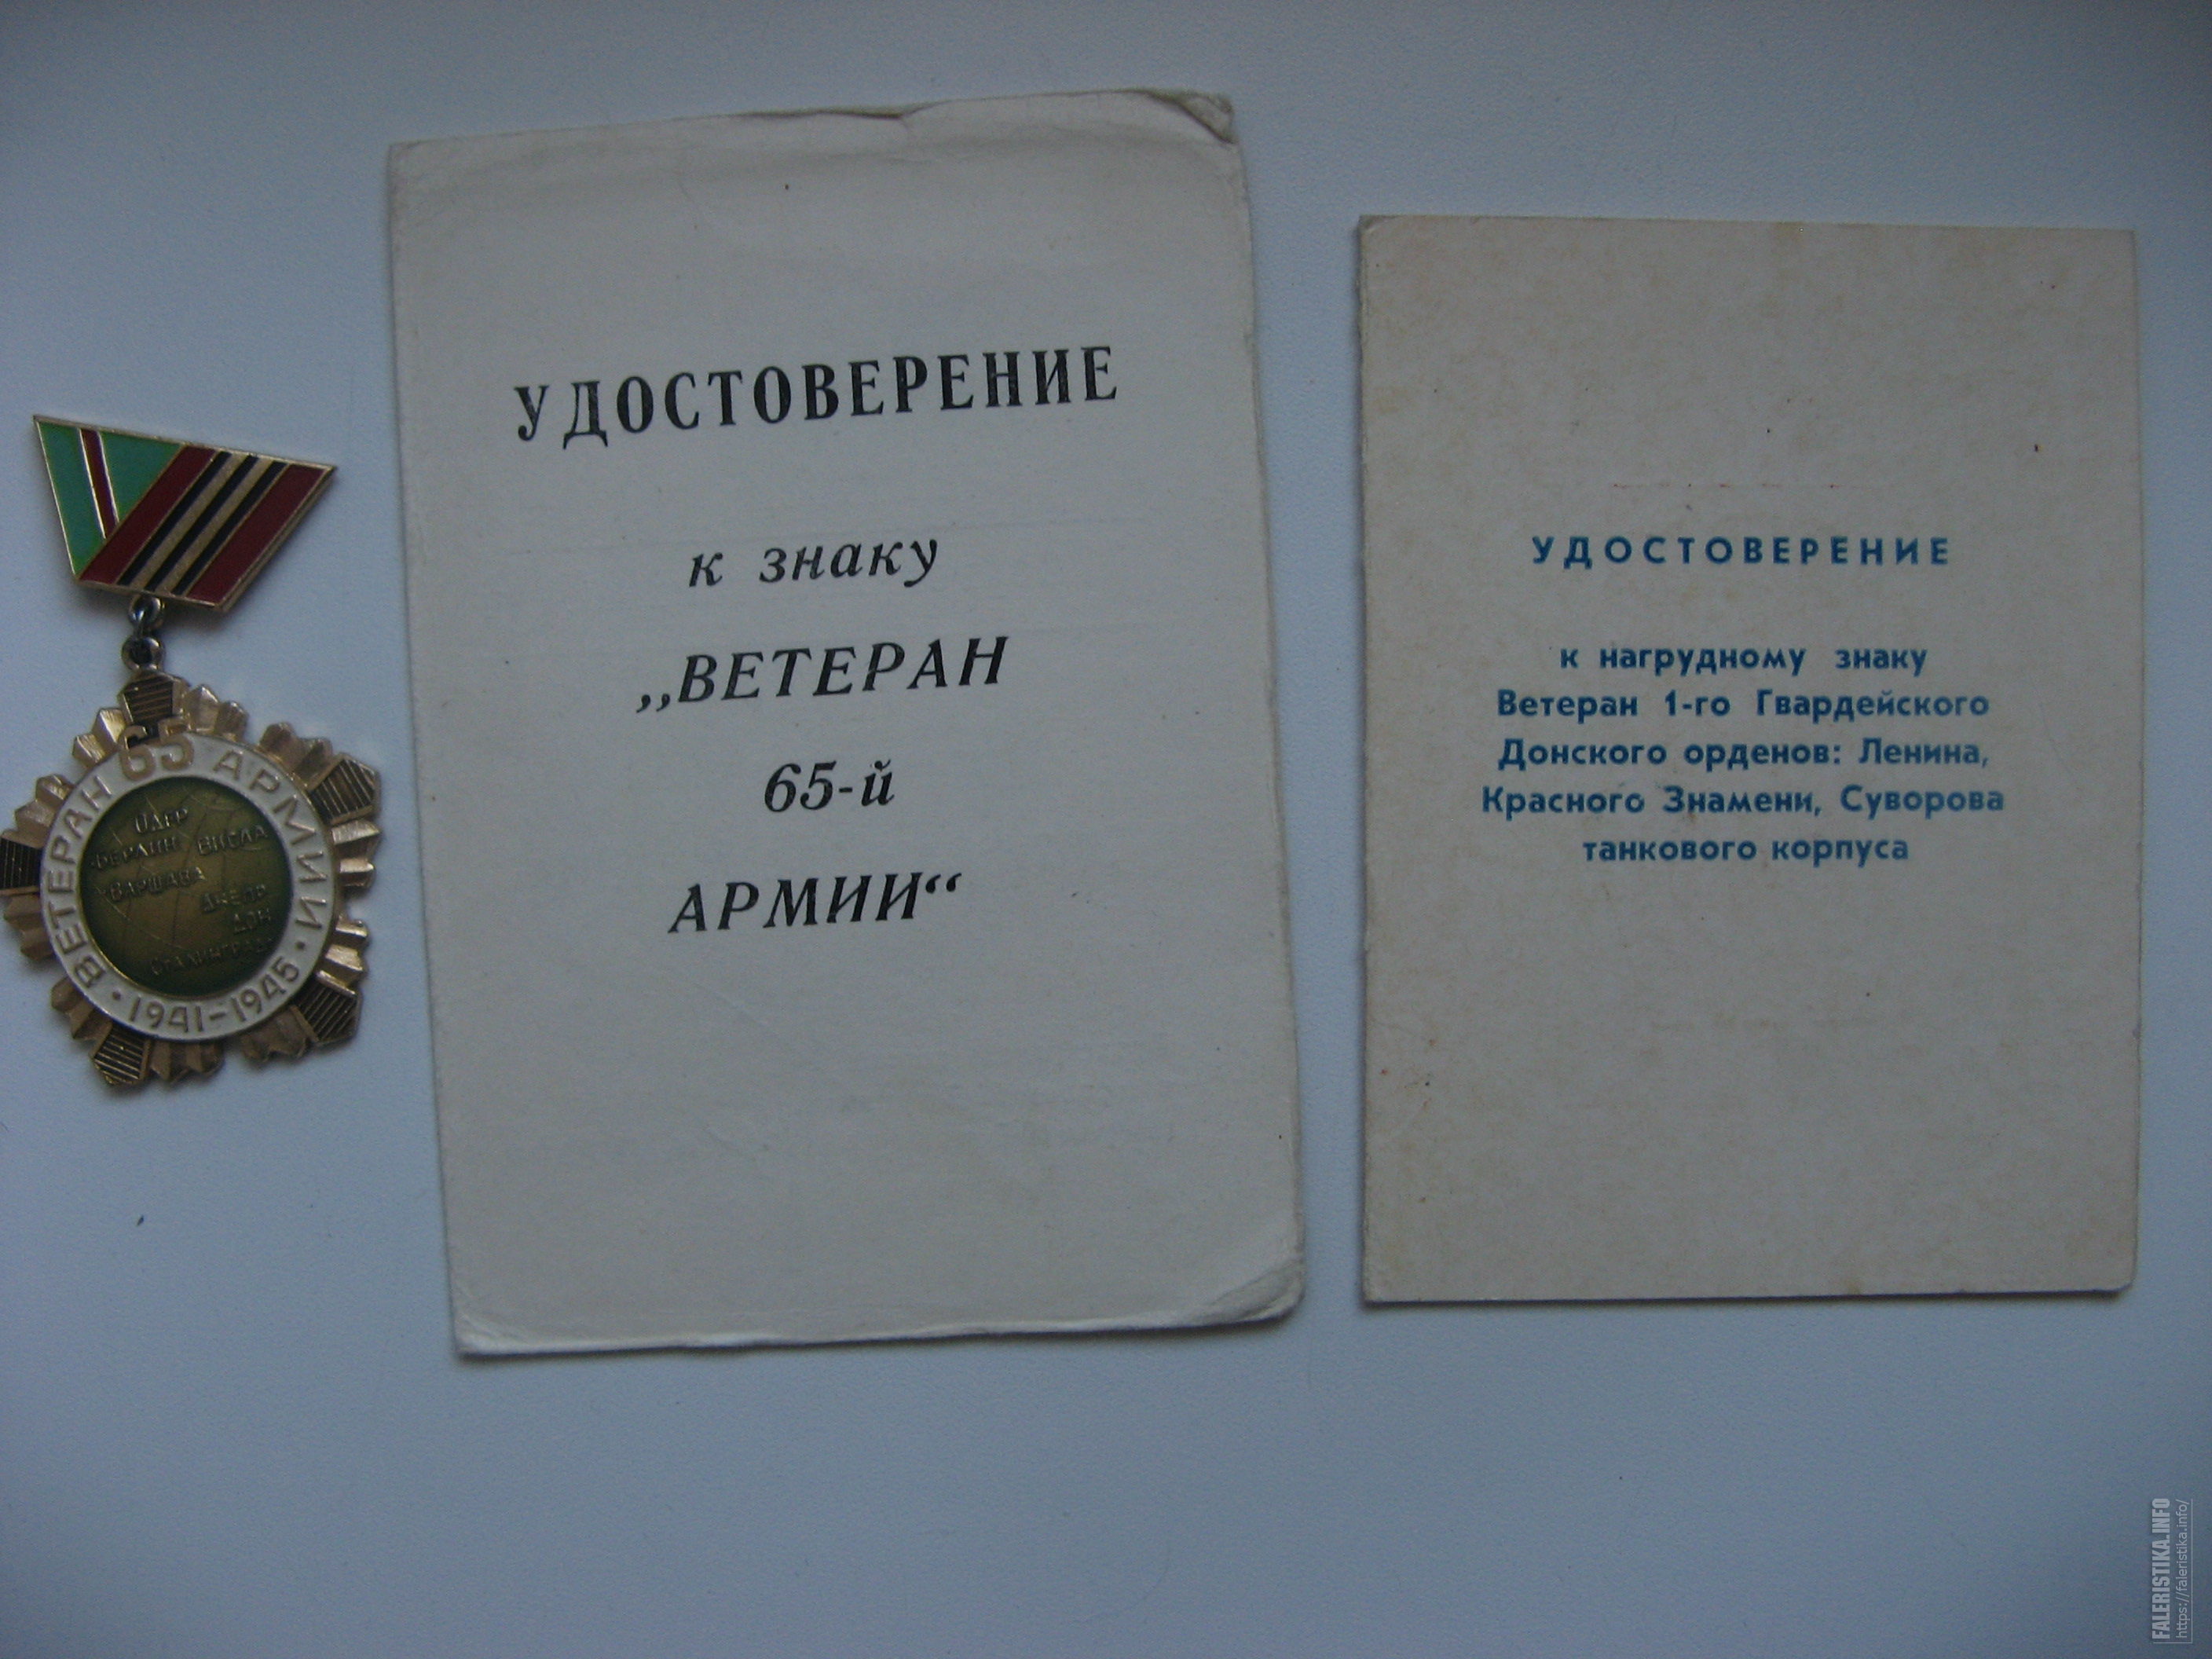 ВЕТЕРАН 65 АРМИИ
ОДЕР
БЕРЛИН ВИСЛА
ВАРШАВА
ДНЕПР
ДОН
СТАЛИНГРАД
· 1941-1945 ·
УДОСТОВЕРЕНИЕ
к знаку
„ВЕТЕРАН
65-й
АРМИИ“
УДОСТОВЕРЕНИЕ
к нагрудному знаку
Ветеран 1-го Гвардейского
Донского орденов: Ленина,
Красного Знамени, Суворова
танкового корпуса
FALERISTIKA.INFO
https://faleristika.info/